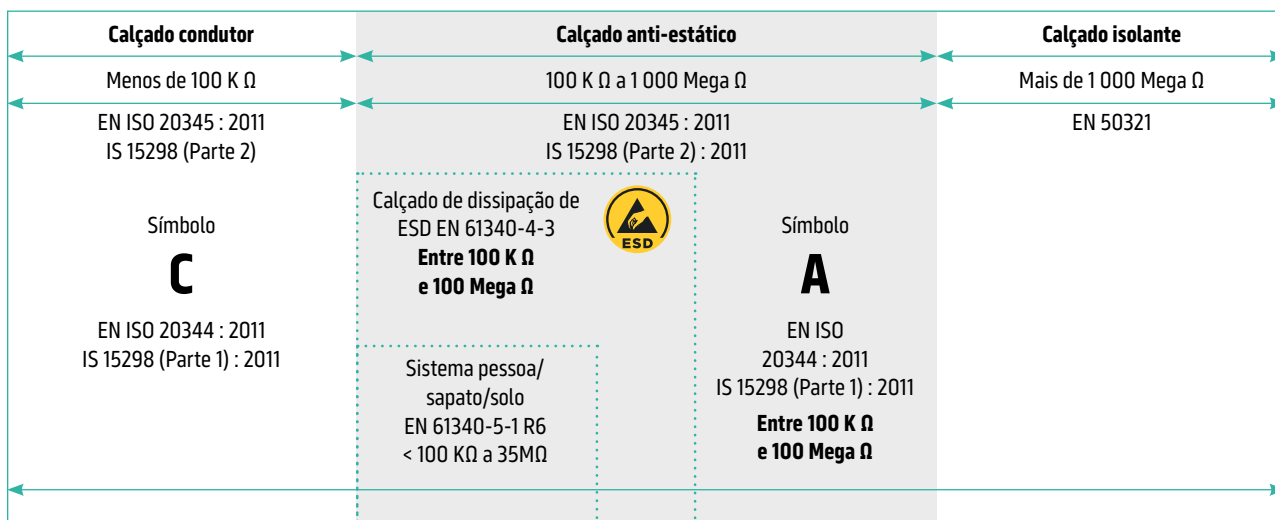 Calçado condutor
Calçado anti-estático
Calçado isolante
Menos de 100 K Ω
100 K Ω a 1 000 Mega Ω
Mais de 1 000 Mega Ω
EN ISO 20345 : 2011
IS 15298 (Parte 2)
EN ISO 20345 : 2011
IS 15298 (Parte 2) : 2011
EN 50321
Símbolo
C
EN ISO 20344 : 2011
IS 15298 (Parte 1) : 2011
Calçado de dissipação de
ESD EN 61340-4-3
Entre 100 K Ω
e 100 Mega Ω
ESD
Sistema pessoa/
sapato/solo
EN 61340-5-1 R6
< 100 KΩ a 35MΩ
Símbolo
A
EN ISO
20344 : 2011
IS 15298 (Parte 1) : 2011
Entre 100 K Ω
e 100 Mega Ω